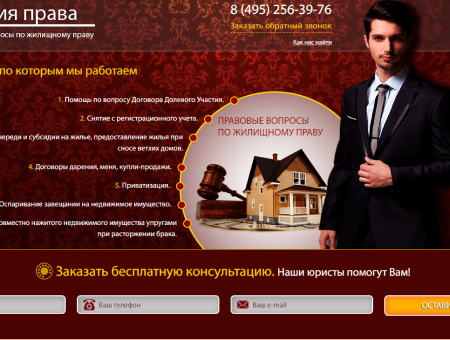 ия права
8 (495) 256-39-76
Заказать обратный звонок
осы по жилищному праву
Как нас найти
по которым мы работаем
1. Помощь по вопросу Договора Долевого Участия.
2. Снятие с регистрационного учета.
череди и субсидии на жилье, предоставление жилья при
сносе ветхих домов.
4. Договоры дарения, меня, купли-продажи.
5. Приватизация.
Оспаривание завещании на недвижимое имущество,
овместно нажитого недвижимого имущества упругами
при расторжении брака.
ПРАВОВЫЕ ВОПРОСЫ
ПО ЖИЛИЩНОМУ ПРАВУ
Заказать бесплатную консультацию. Наши юристы помогут Вам!
Ваш телефон
Ваш e-mail
ОСТАВИ